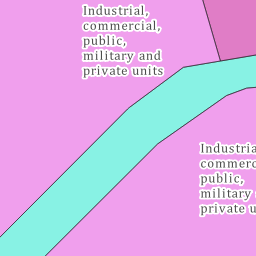 Industrial,
commercial,
public,
military and
private units
Industria
commerc
public,
military
private u